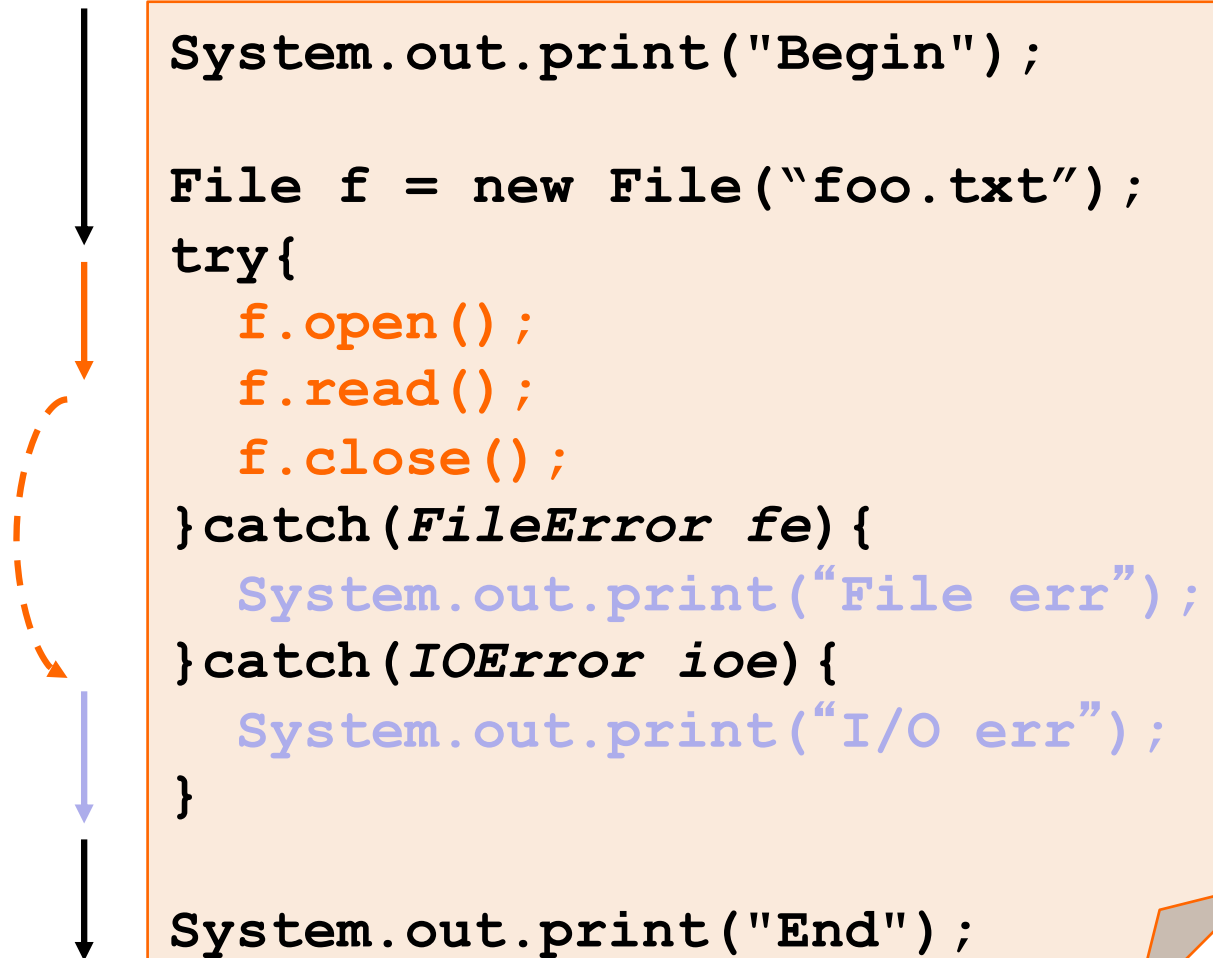 System.out.print("Begin");
File f = new File(‟foo.txt”);
try{
f.open();
f.read();
f.close();
}catch(FileError fe){
System.out.print(“File err”);
}catch(IOError ioe){
System.out.print(“I/O err”);
}
System.out.print("End");